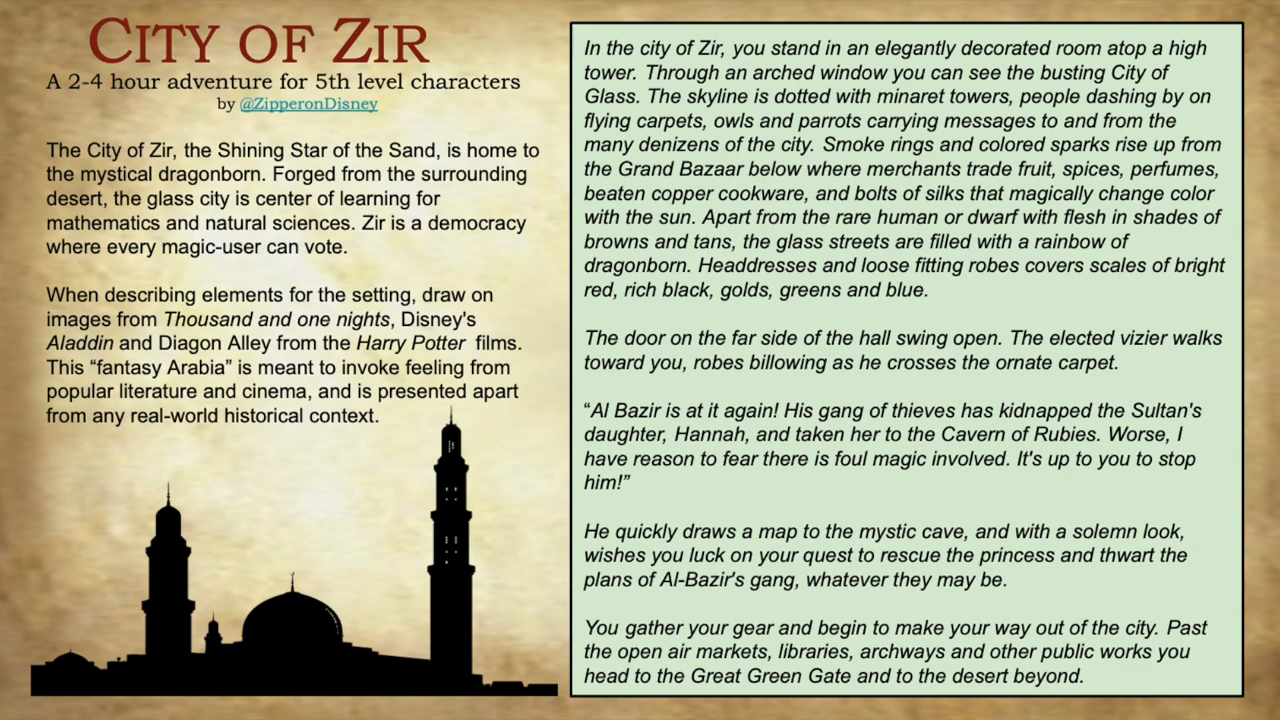 CITY OF ZIR
A 2-4 hour adventure for 5th level characters
by @ZipperonDisney
The City of Zir, the Shining Star of the Sand, is home to
the mystical dragonborn. Forged from the surrounding
desert, the glass city is center of learning for
mathematics and natural sciences. Zir is a democracy
where every magic-user can vote.
When describing elements for the setting, draw on
images from Thousand and one nights, Disney's
Aladdin and Diagon Alley from the Harry Potter films.
This “fantasy Arabia” is meant to invoke feeling from
popular literature and cinema, and is presented apart
from any real-world historical context.
In the city of Zir, you stand in an elegantly decorated room atop a high
tower. Through an arched window you can see the busting City of
Glass. The skyline is dotted with minaret towers, people dashing by on
flying carpets, owls and parrots carrying messages to and from the
many denizens of the city. Smoke rings and colored sparks rise up from
the Grand Bazaar below where merchants trade fruit, spices, perfumes,
beaten copper cookware, and bolts of silks that magically change color
with the sun. Apart from the rare human or dwarf with flesh in shades of
browns and tans, the glass streets are filled with a rainbow of
dragonborn. Headdresses and loose fitting robes covers scales of bright
red, rich black, golds, greens and blue.
The door on the far side of the hall swing open. The elected vizier walks
toward you, robes billowing as he crosses the ornate carpet.
“Al Bazir is at it again! His gang of thieves has kidnapped the Sultan's
daughter, Hannah, and taken her to the Cavern of Rubies. Worse, I
have reason to fear there is foul magic involved. It's up to you to stop
him!”
He quickly draws a map to the mystic cave, and with a solemn look,
wishes you luck on your quest to rescue the princess and thwart the
plans of Al-Bazir's gang, whatever they may be.
You gather your gear and begin to make your way out of the city. Past
the open air markets, libraries, archways and other public works you
head to the Great Green Gate and to the desert beyond.